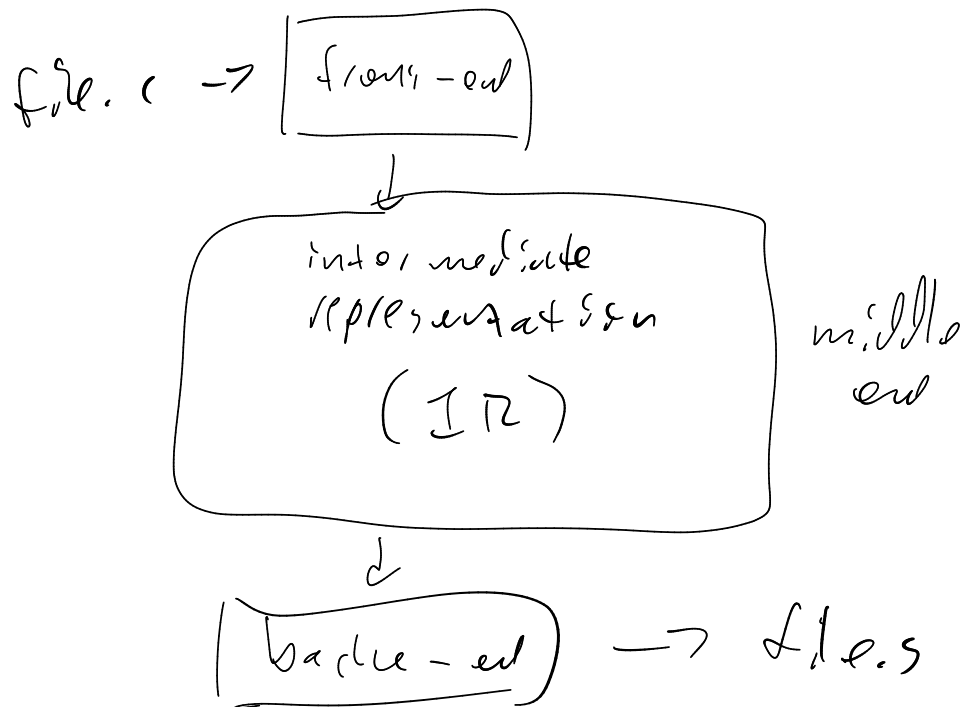 file.c → front-end
intermediate
representation
(IR)
middle
end
back-end → file.s